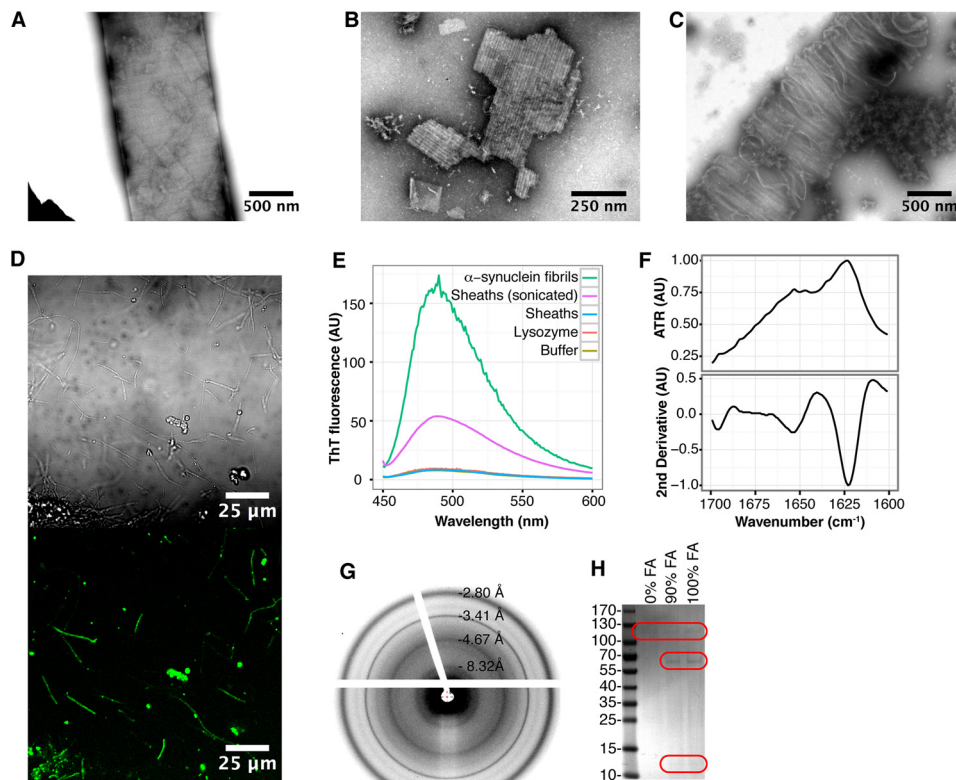 A
500 nm
B
250 nm
C
500 nm
D
25 μm
25 μm
E
α−synuclein fibrils
Sheaths (sonicated)
Sheaths
Lysozyme
Buffer
ThT fluorescence (AU)
150
100
50
0
450
500
550
600
Wavelength (nm)
F
ATR (AU)
1.00
0.75
0.50
0.25
2nd Derivative
0.5
0.0
−0.5
−1.0
1700
1675
1650
1625
1600
Wavenumber (cm-1)
G
-2.80 Å
-3.41 Å
-4.67 Å
- 8.32Å
H
0% FA
90% FA
100% FA
170-
130-
100-
70-
55-
40-
35-
25-
15-
10-